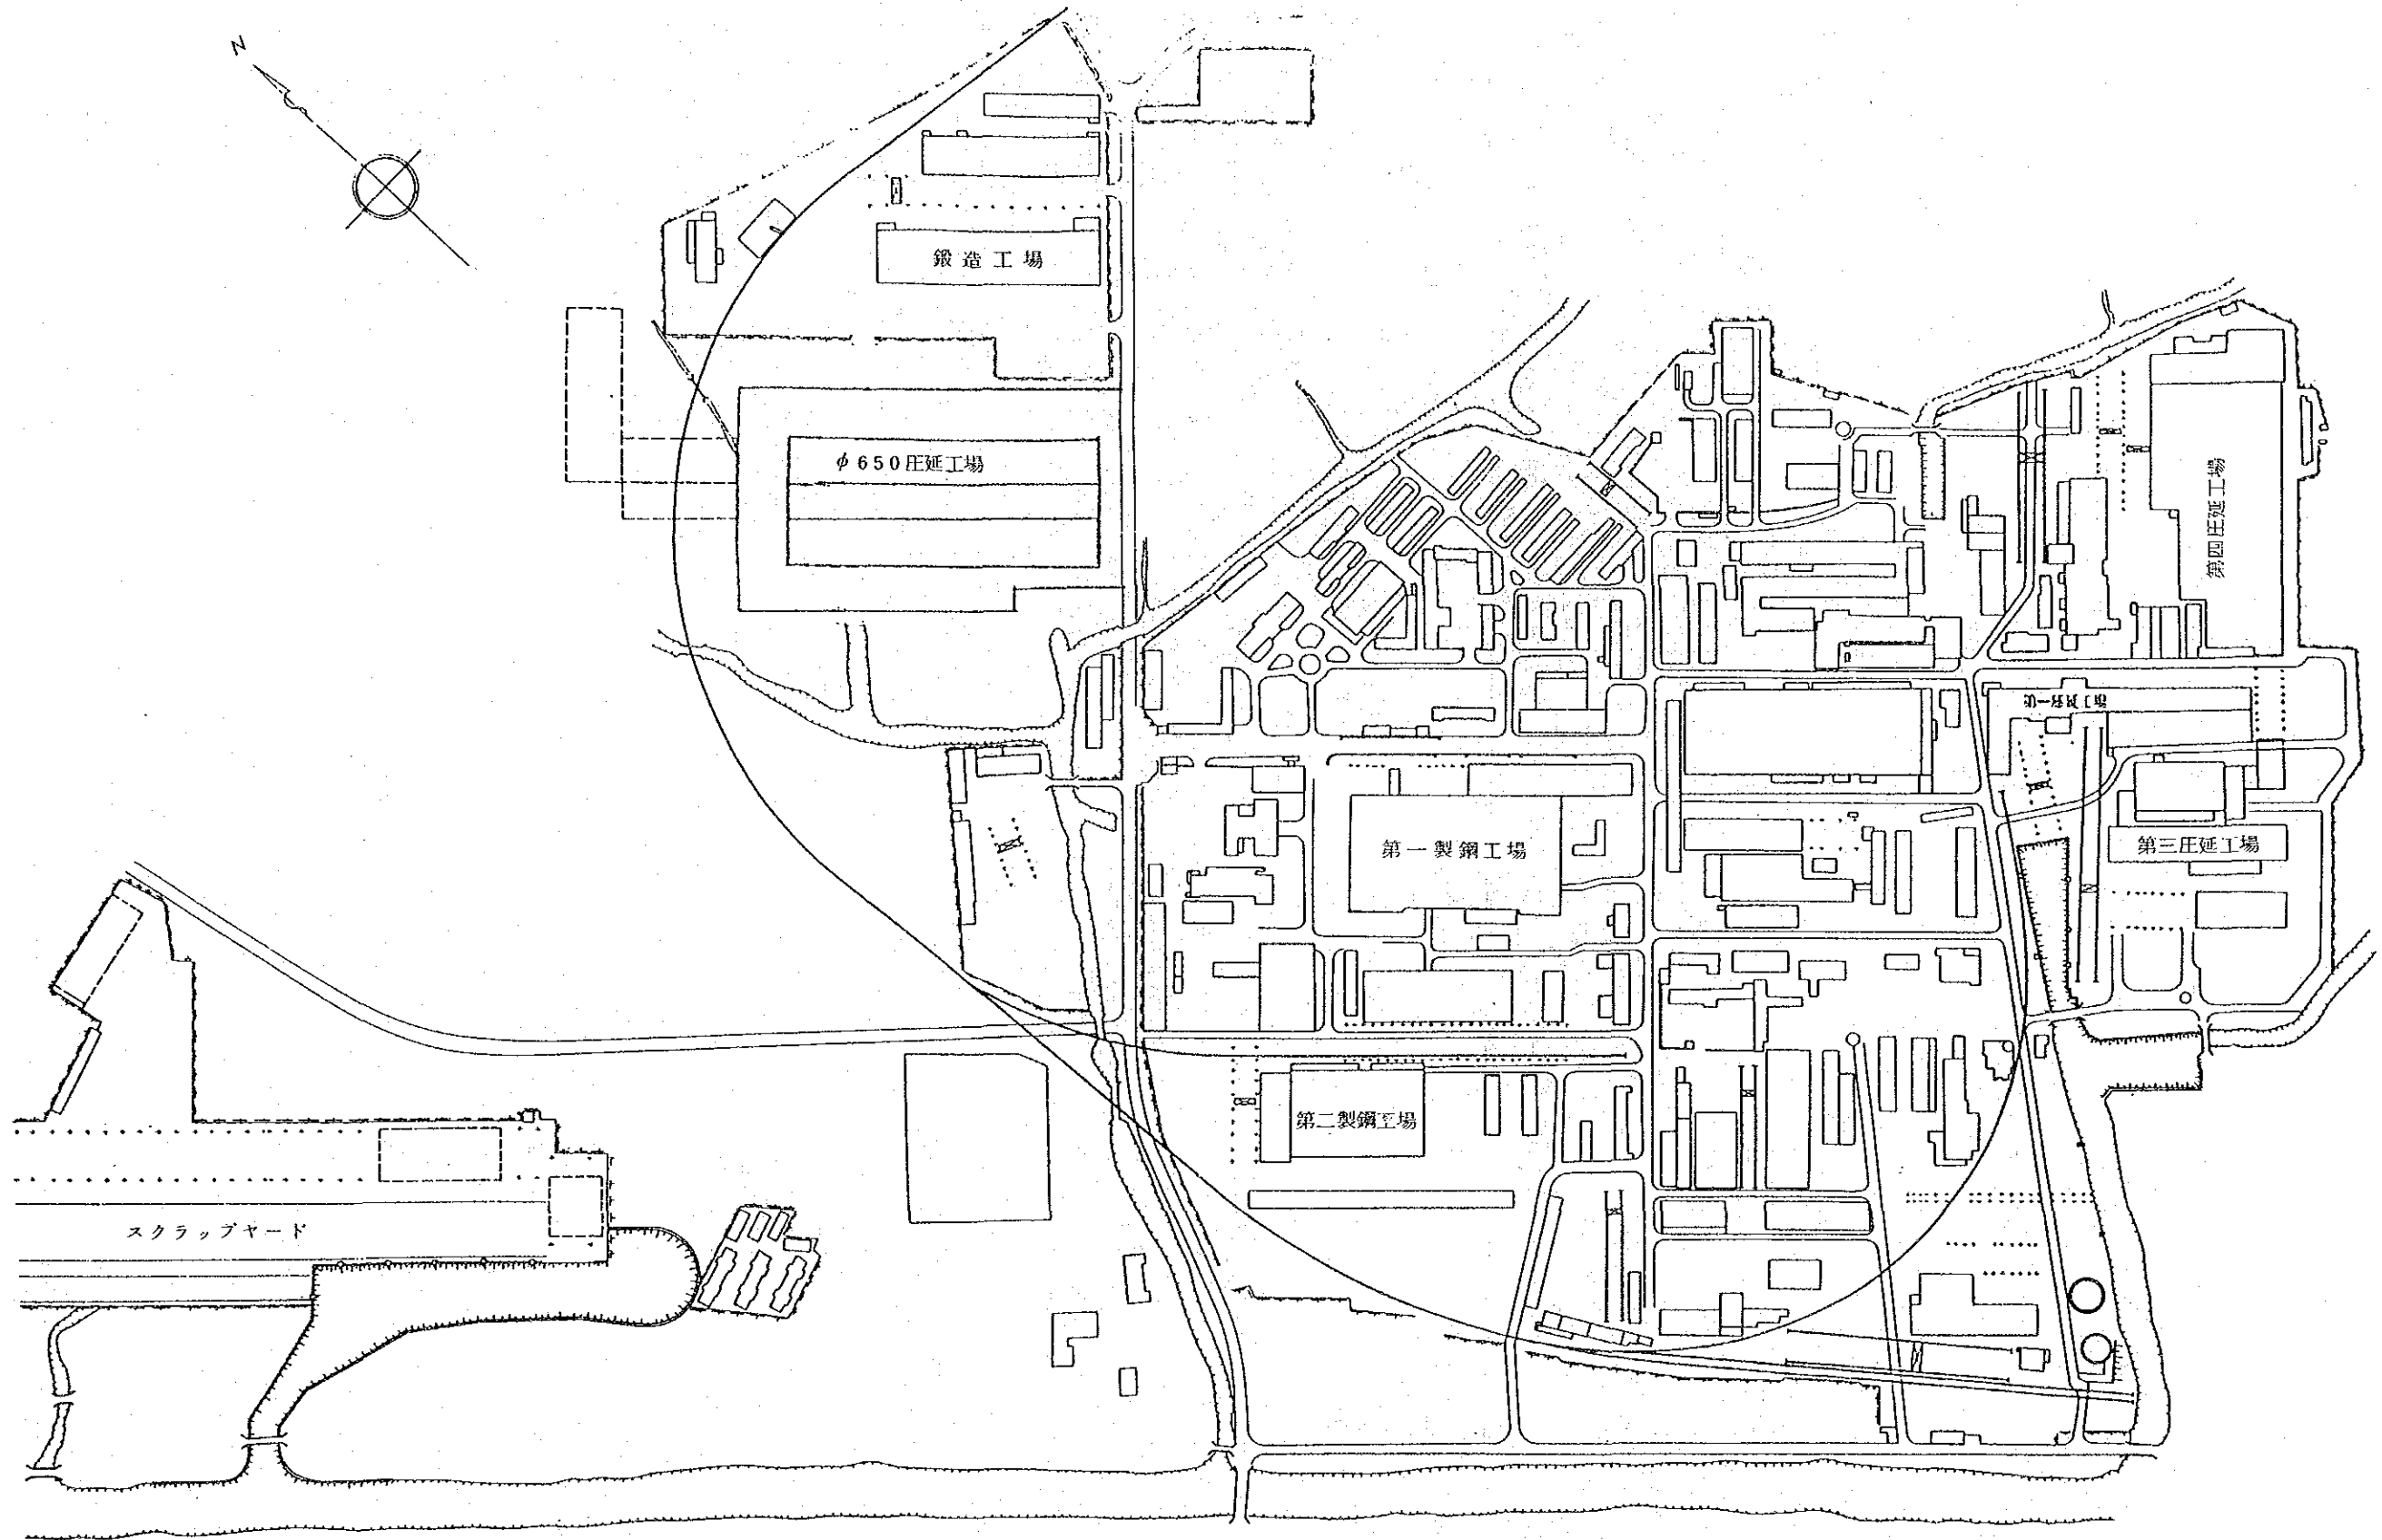 N
鍛造工場
φ650圧延工場
第四圧延工場
第一圧延工場
第一製鋼工場
第三圧延工場
第二製鋼工場
スクラップヤード